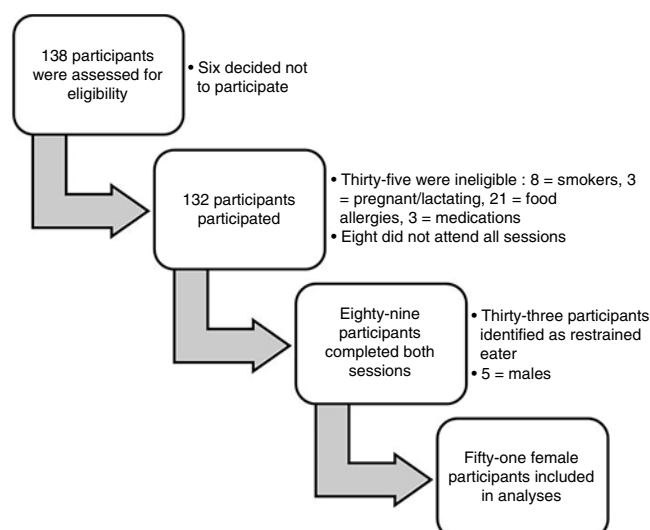 138 participants
were assessed for
eligibility
• Six decided not
to participate
132 participants
participated
• Thirty-five were ineligible : 8 = smokers, 3
= pregnant/lactating, 21 = food
allergies, 3 = medications
• Eight did not attend all sessions
Eighty-nine
participants
completed both
sessions
• Thirty-three participants
identified as restrained
eater
• 5 = males
Fifty-one female
participants included
in analyses